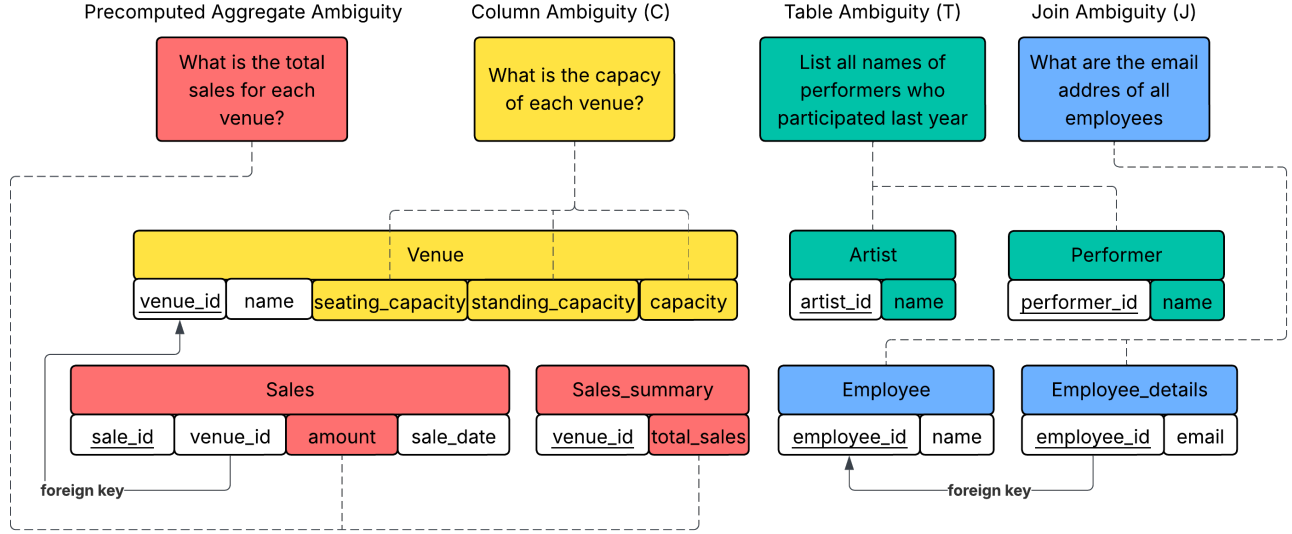 Precomputed Aggregate Ambiguity
Column Ambiguity (C)
Table Ambiguity (T)
Join Ambiguity (J)
What is the total
sales for each
venue?
What is the capacy
of each venue?
List all names of
performers who
participated last year
What are the email
addres of all
employees
Venue
venue_id
name
seating_capacity
standing_capacity
capacity
Artist
artist_id
name
Performer
performer_id
name
Sales
sale_id
venue_id
amount
sale_date
Sales_summary
venue_id
total_sales
Employee
employee_id
name
Employee_details
employee_id
email
foreign key
foreign key